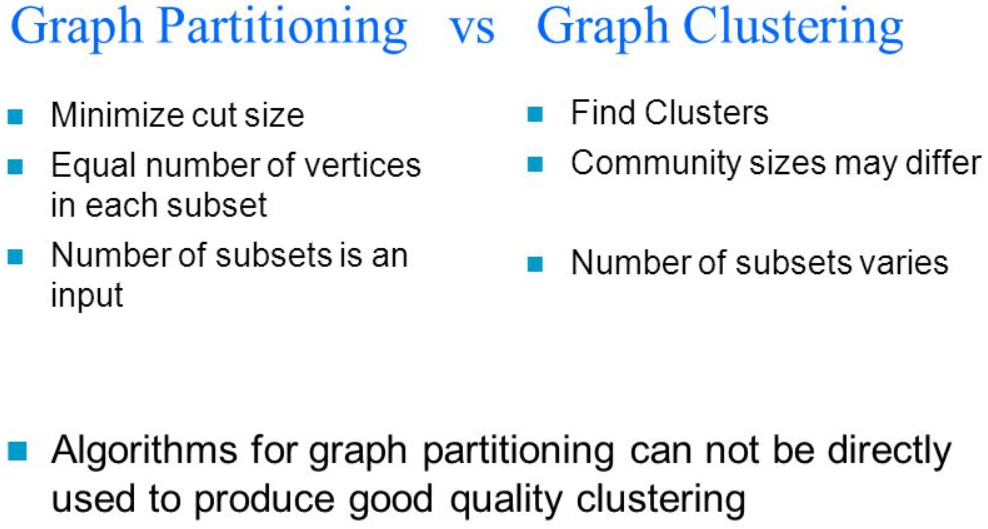 Graph Partitioning vs Graph Clustering
Minimize cut size
Equal number of vertices
in each subset
Number of subsets is an
input
Find Clusters
Community sizes may differ
Number of subsets varies
Algorithms for graph partitioning can not be directly
used to produce good quality clustering